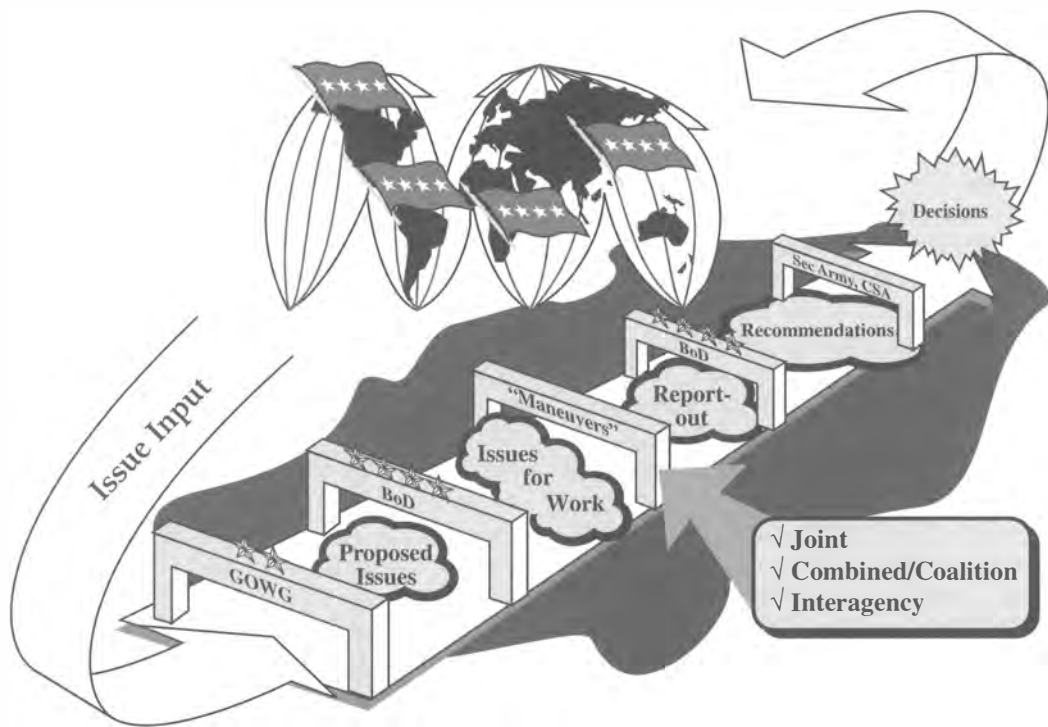 Decisions
Sec Army, CSA
Recommendations
BoD
Report-
out
"Maneuvers"
Issues
for
Work
BoD
Proposed
Issues
GOWG
Issue Input
√ Joint
√ Combined/Coalition
√ Interagency